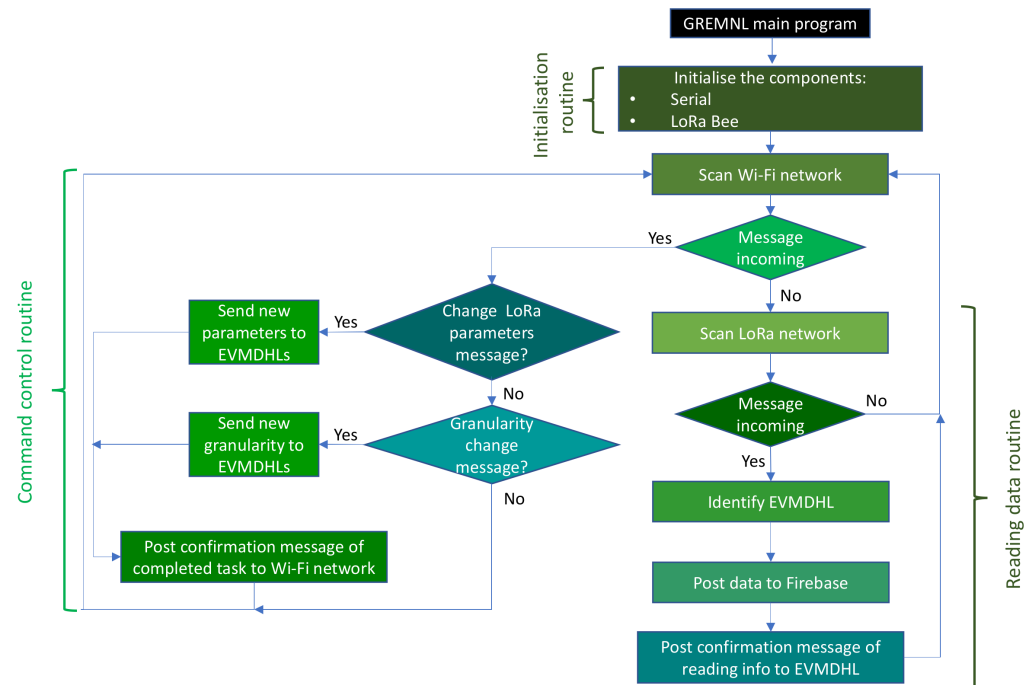 GREMNL main program
Initialisation
routine
Initialise the components:
• Serial
• LoRa Bee
Scan Wi-Fi network
Message
incoming
Yes
No
Change LoRa
parameters
message?
Yes
No
Send new
parameters to
EVMDHLs
Granularity
change
message?
Yes
No
Send new
granularity to
EVMDHLs
Post confirmation message of
completed task to Wi-Fi network
Command control routine
Scan LoRa network
Message
incoming
No
Yes
Identify EVMDHL
Post data to Firebase
Post confirmation message of
reading info to EVMDHL
Reading data routine